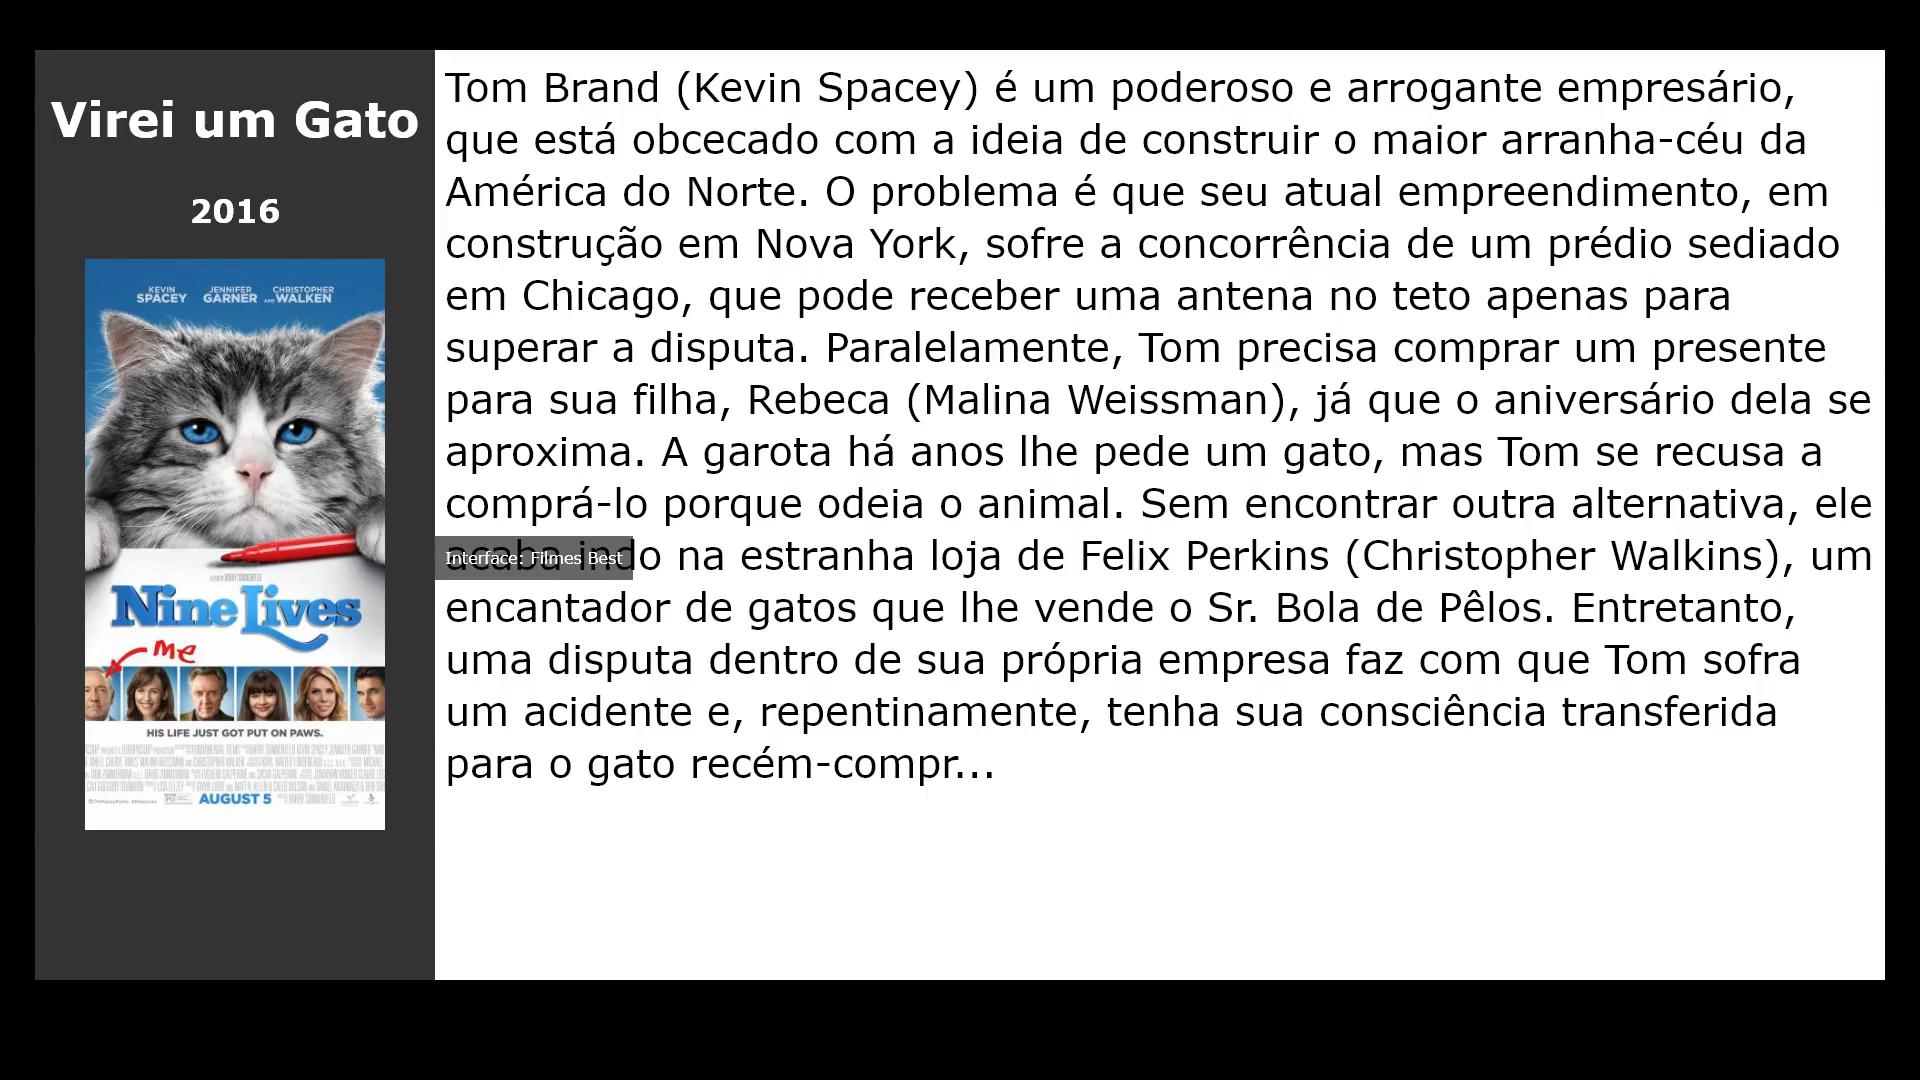 Virei um Gato
2016
KEVIN SPACEY JENNIFER GARNER AND CHRISTOPHER WALKEN
Nine Lives
me
HIS LIFE JUST GOT PUT ON PAWS.
AUGUST 5
Tom Brand (Kevin Spacey) é um poderoso e arrogante empresário,
que está obcecado com a ideia de construir o maior arranha-céu da
América do Norte. O problema é que seu atual empreendimento, em
construção em Nova York, sofre a concorrência de um prédio sediado
em Chicago, que pode receber uma antena no teto apenas para
superar a disputa. Paralelamente, Tom precisa comprar um presente
para sua filha, Rebeca (Malina Weissman), já que o aniversário dela se
aproxima. A garota há anos lhe pede um gato, mas Tom se recusa a
comprá-lo porque odeia o animal. Sem encontrar outra alternativa, ele
acaba indo na estranha loja de Felix Perkins (Christopher Walkins), um
Interface: Filmes Best
encantador de gatos que lhe vende o Sr. Bola de Pêlos. Entretanto,
uma disputa dentro de sua própria empresa faz com que Tom sofra
um acidente e, repentinamente, tenha sua consciência transferida
para o gato recém-compr...